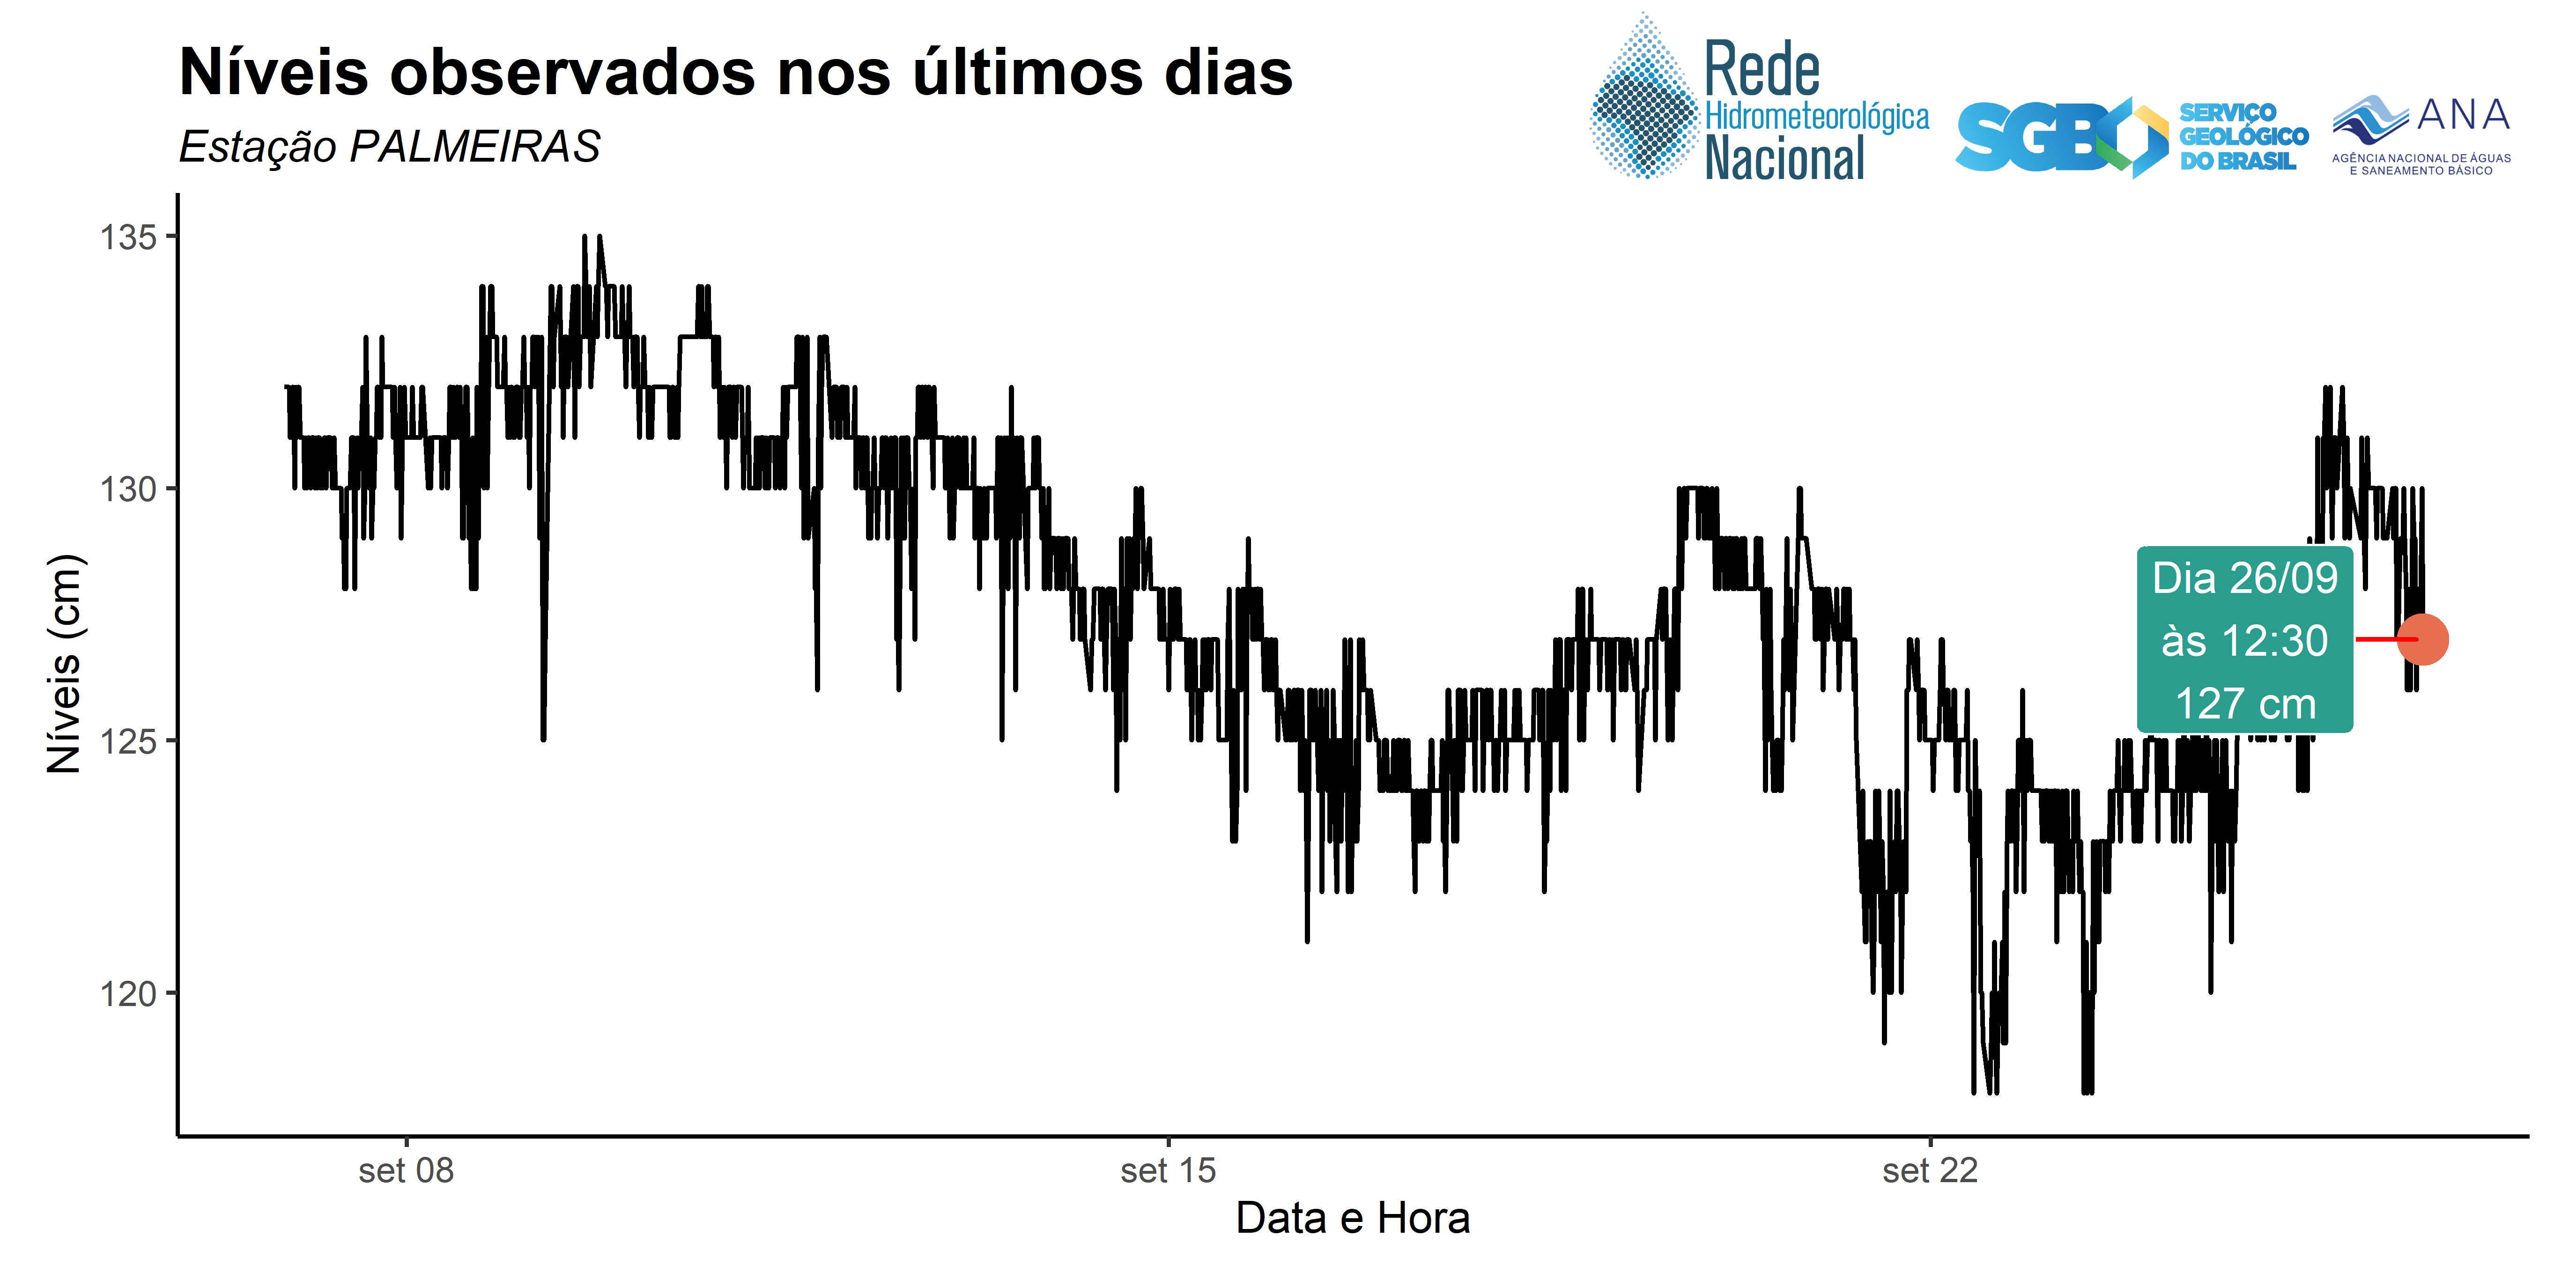 Níveis observados nos últimos dias
Estação PALMEIRAS
Rede
Hidrometeorológica
Nacional
SGB
SERVIÇO
GEOLÓGICO
DO BRASIL
ANA
AGÊNCIA NACIONAL DE ÁGUAS
E SANEAMENTO BÁSICO
135
130
125
120
Níveis (cm)
Dia 26/09
às 12:30
127 cm
set 08
set 15
set 22
Data e Hora